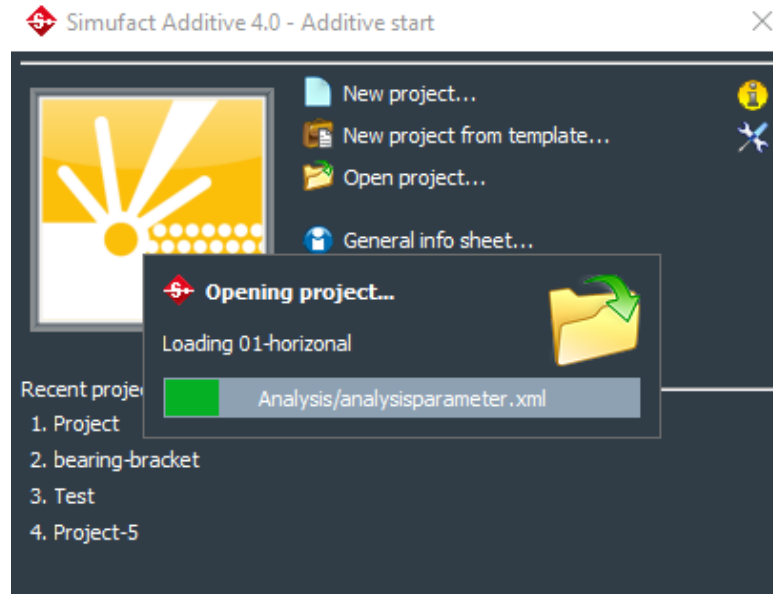 Simufact Additive 4.0 - Additive start
New project...
New project from template...
Open project...
General info sheet...
Opening project...
Loading 01-horizonal
Analysis/analysisparameter.xml
Recent
1. Project
2. bearing-bracket
3. Test
4. Project-5